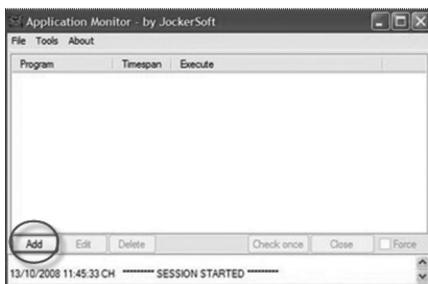 Application Monitor - by JockerSoft
File Tools About
Program Timespan Execute
Add Edit Delete Check once Close Force
13/10/2008 11:45:33 CH -------- SESSION STARTED --------